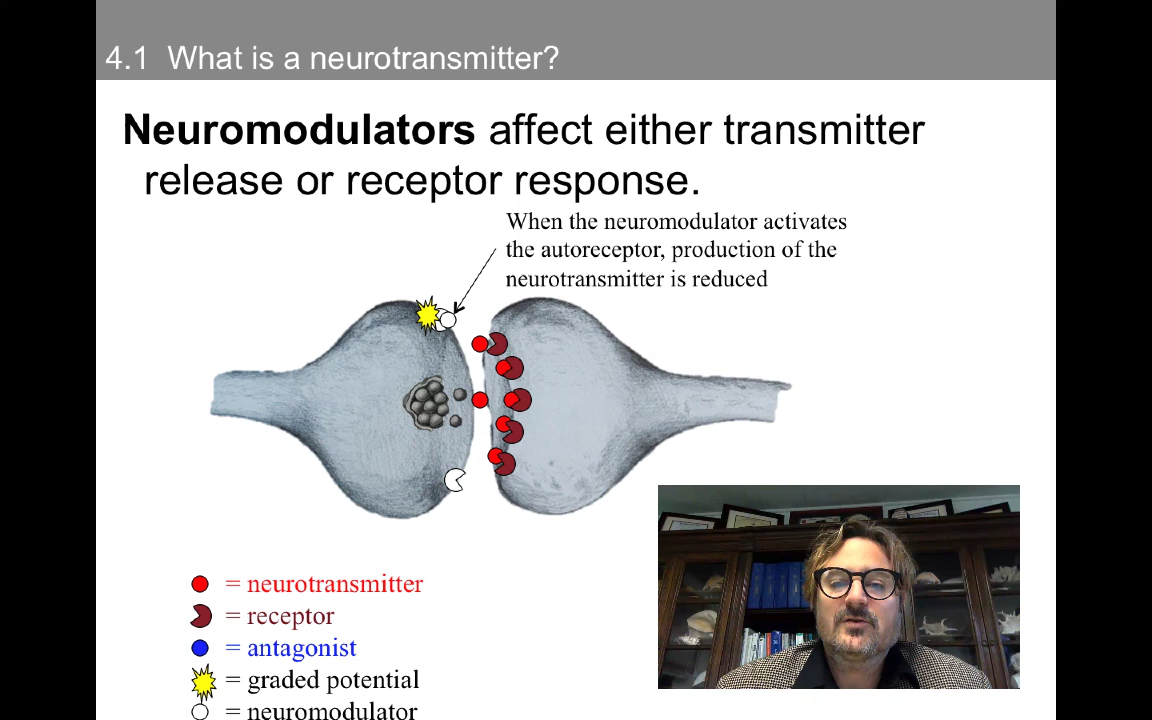 4.1 What is a neurotransmitter?
Neuromodulators affect either transmitter
release or receptor response.
When the neuromodulator activates
the autoreceptor, production of the
neurotransmitter is reduced
= neurotransmitter
= receptor
= antagonist
= graded potential
= neuromodulator